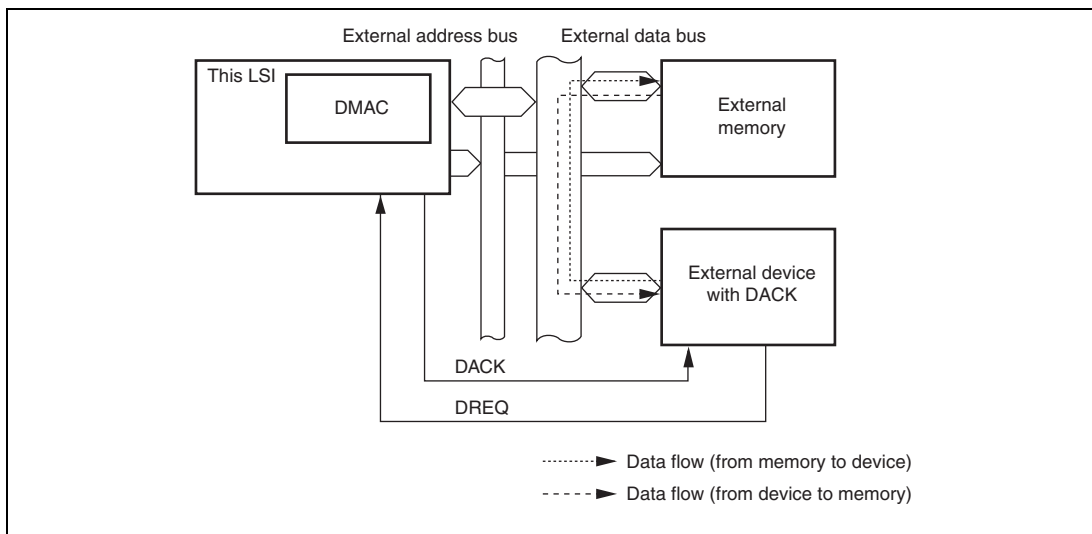 External address bus
External data bus
This LSI
DMAC
External
memory
External device
with DACK
DACK
DREQ
Data flow (from memory to device)
Data flow (from device to memory)